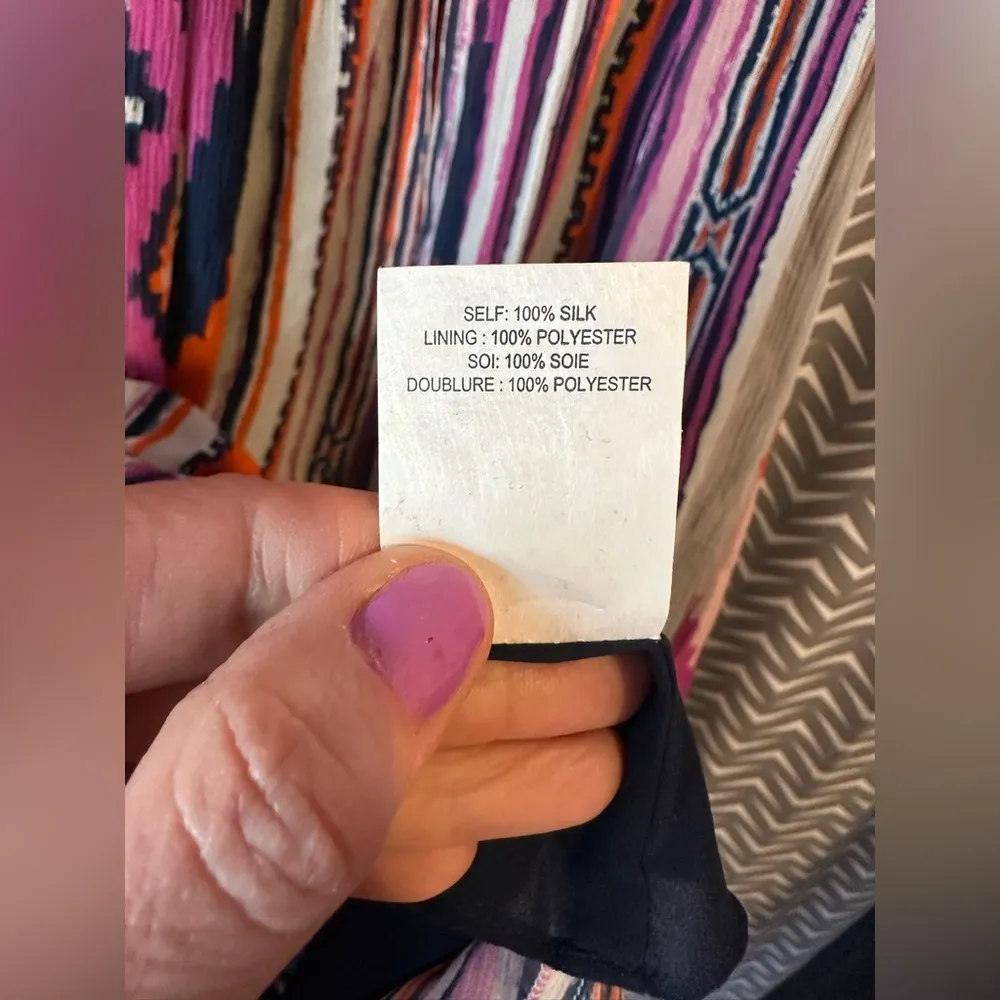 SELF: 100% SILK
LINING : 100% POLYESTER
SOI: 100% SOIE
DOUBLURE : 100% POLYESTER